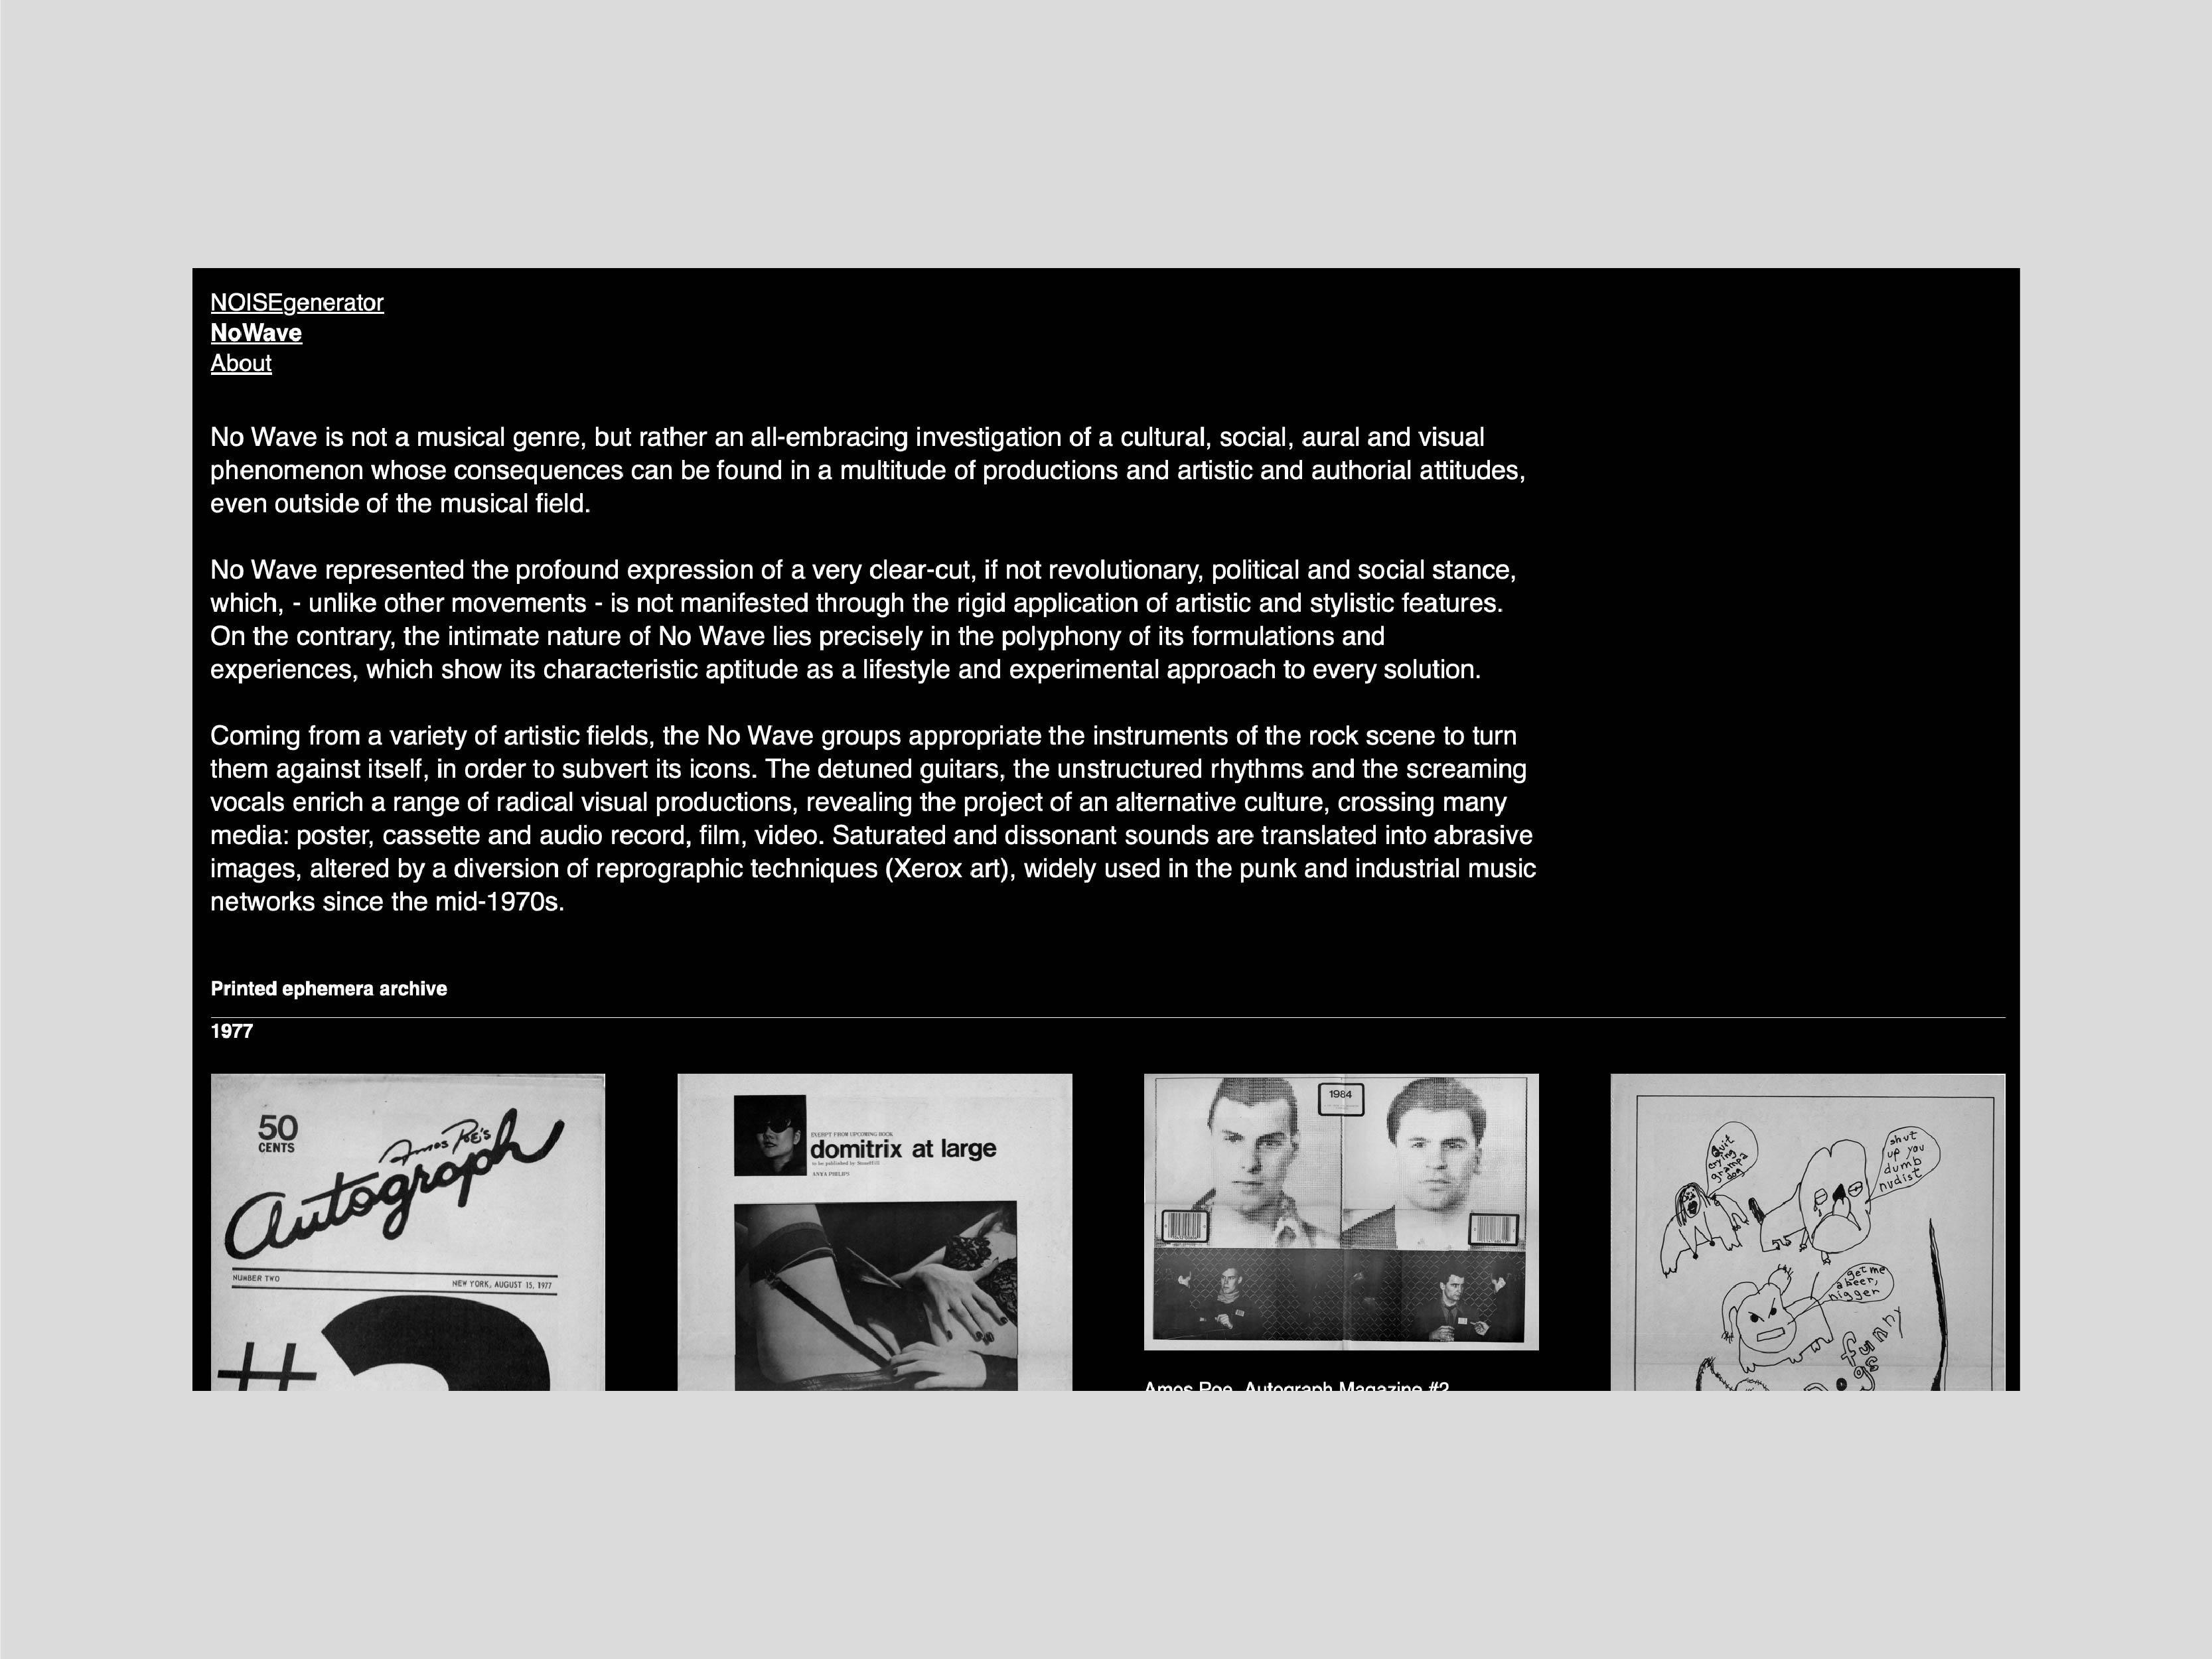 NOISEgenerator
NoWave
About
No Wave is not a musical genre, but rather an all-embracing investigation of a cultural, social, aural and visual
phenomenon whose consequences can be found in a multitude of productions and artistic and authorial attitudes,
even outside of the musical field.
No Wave represented the profound expression of a very clear-cut, if not revolutionary, political and social stance,
which, - unlike other movements - is not manifested through the rigid application of artistic and stylistic features.
On the contrary, the intimate nature of No Wave lies precisely in the polyphony of its formulations and
experiences, which show its characteristic aptitude as a lifestyle and experimental approach to every solution.
Coming from a variety of artistic fields, the No Wave groups appropriate the instruments of the rock scene to turn
them against itself, in order to subvert its icons. The detuned guitars, the unstructured rhythms and the screaming
vocals enrich a range of radical visual productions, revealing the project of an alternative culture, crossing many
media: poster, cassette and audio record, film, video. Saturated and dissonant sounds are translated into abrasive
images, altered by a diversion of reprographic techniques (Xerox art), widely used in the punk and industrial music
networks since the mid-1970s.
Printed ephemera archive
1977
50
CENTS
Amos Poe's
Autograph
NUMBER TWO
NEW YORK, AUGUST 15, 1977
#2
EXERPT FROM UPCOMING BOOK
domitrix at large
to be published by
ANYA PHILIPS
1984
Amos Poe, Autograph Magazine #2
quit
crying
grampa
dog
shut
up you
dumb
nudist
get me
a beer,
nigger
funny